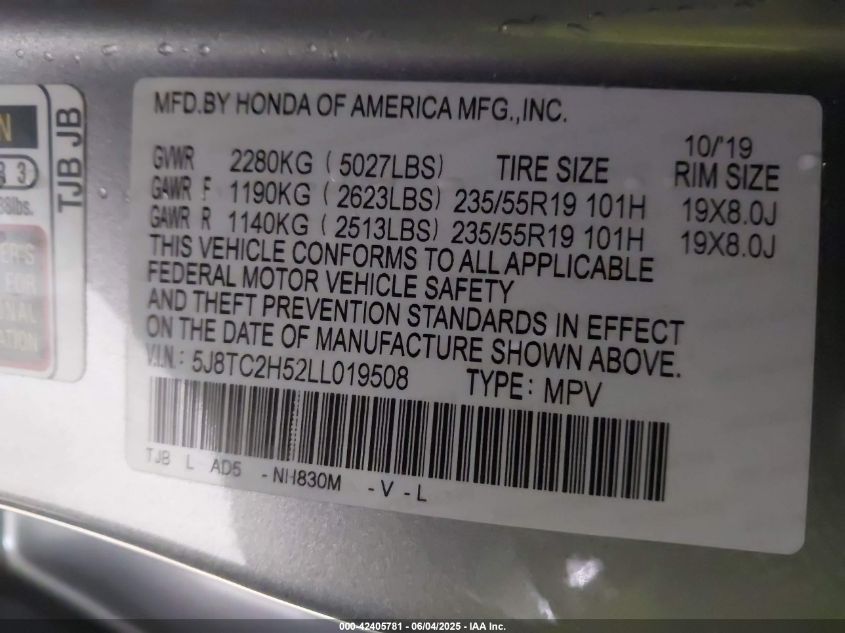 MFD.BY HONDA OF AMERICA MFG.,INC.
10/'19
GVWR 2280KG ( 5027LBS) TIRE SIZE RIM SIZE
GAWR F 1190KG ( 2623LBS) 235/55R19 101H 19X8.0J
GAWR R 1140KG ( 2513LBS) 235/55R19 101H 19X8.0J
THIS VEHICLE CONFORMS TO ALL APPLICABLE
FEDERAL MOTOR VEHICLE SAFETY
AND THEFT PREVENTION STANDARDS IN EFFECT
ON THE DATE OF MANUFACTURE SHOWN ABOVE.
V.I.N.: 5J8TC2H52LL019508 TYPE: MPV
TJB L AD5 -NH830M -V-L
TJB JB
3
lbs.
FOR
000-42405781 - 06/04/2025 - IAA Inc.